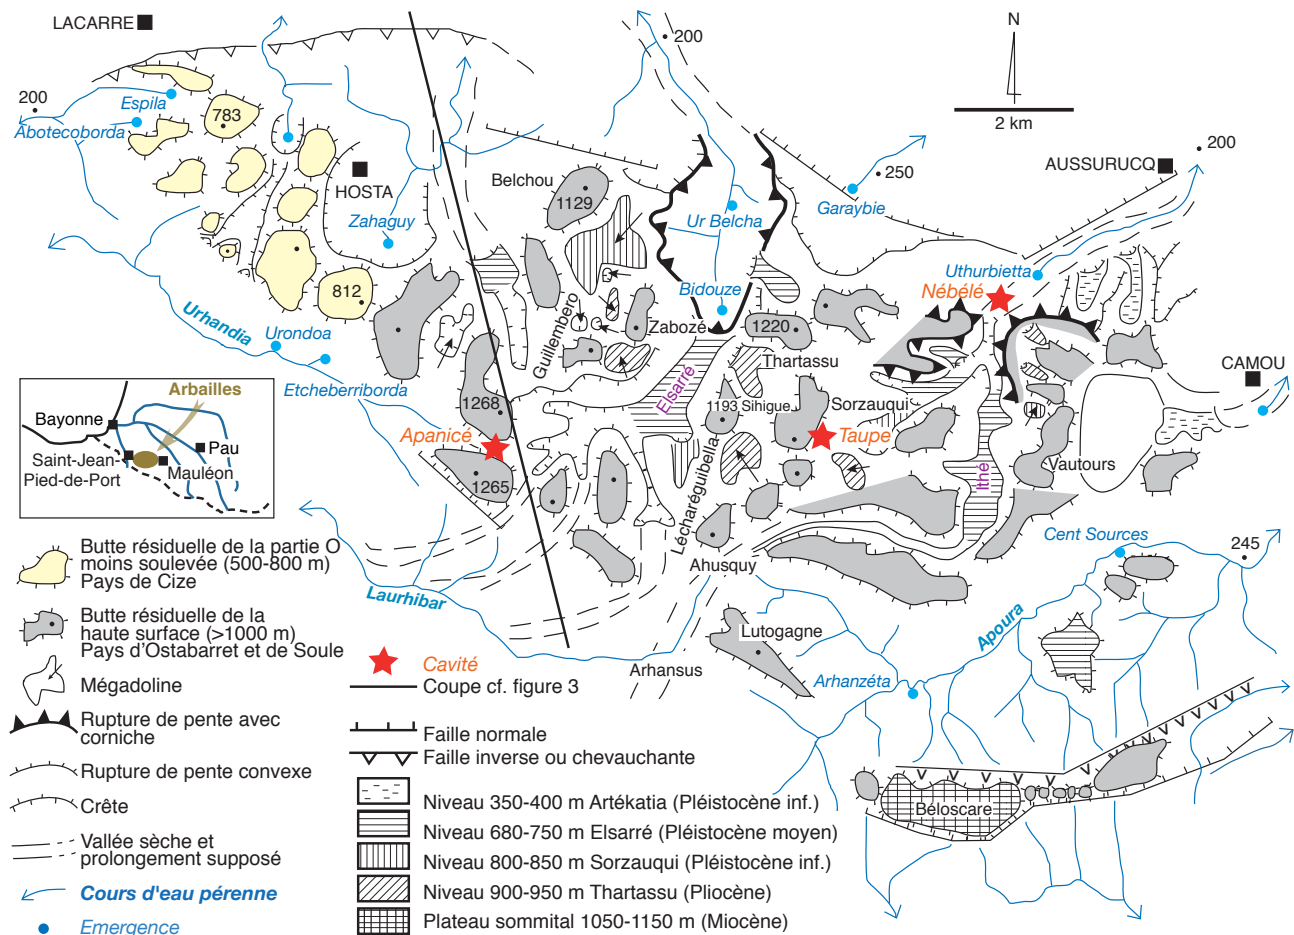 LACARRE
200
N
2 km
200
Espila
783
Abotecoborda
HOSTA
Zahaguy
Belchou
1129
Ur Belcha
250
Garaybie
AUSSURUCQ
200
Uthurbietta
Nébélé
812
Bidouze
Urhandia
Urondoa
Etcheberriborda
Guillembero
Zabozé
1220
Thartassu
Elsarré
CAMOU
Arbailles
Bayonne
Pau
Saint-Jean-
Pied-de-Port
Mauléon
1268
Apanicé
1265
1193 Sihigue
Sorzauqui
Taupe
Lécharéguibella
Ithé
Vautours
Ahusquy
Cent Sources
245
Laurhibar
Apoura
Lutogagne
Arhansus
Arhanzéta
Béloscare
Butte résiduelle de la partie O
moins soulevée (500-800 m)
Pays de Cize
Butte résiduelle de la
haute surface (>1000 m)
Pays d'Ostabarret et de Soule
Mégadoline
Rupture de pente avec
corniche
Rupture de pente convexe
Crête
Vallée sèche et
prolongement supposé
Cours d'eau pérenne
Emergence
Cavité
Coupe cf. figure 3
Faille normale
Faille inverse ou chevauchante
Niveau 350-400 m Artékatia (Pléistocène inf.)
Niveau 680-750 m Elsarré (Pléistocène moyen)
Niveau 800-850 m Sorzauqui (Pléistocène inf.)
Niveau 900-950 m Thartassu (Pliocène)
Plateau sommital 1050-1150 m (Miocène)